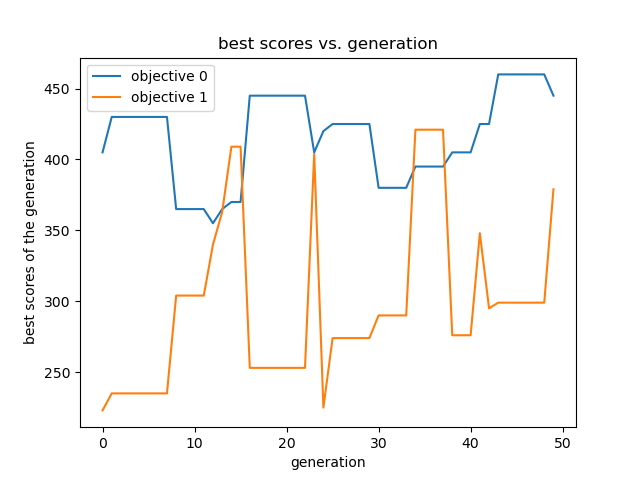 best scores vs. generation
objective 0
objective 1
best scores of the generation
450
400
350
300
250
0 10 20 30 40 50
generation